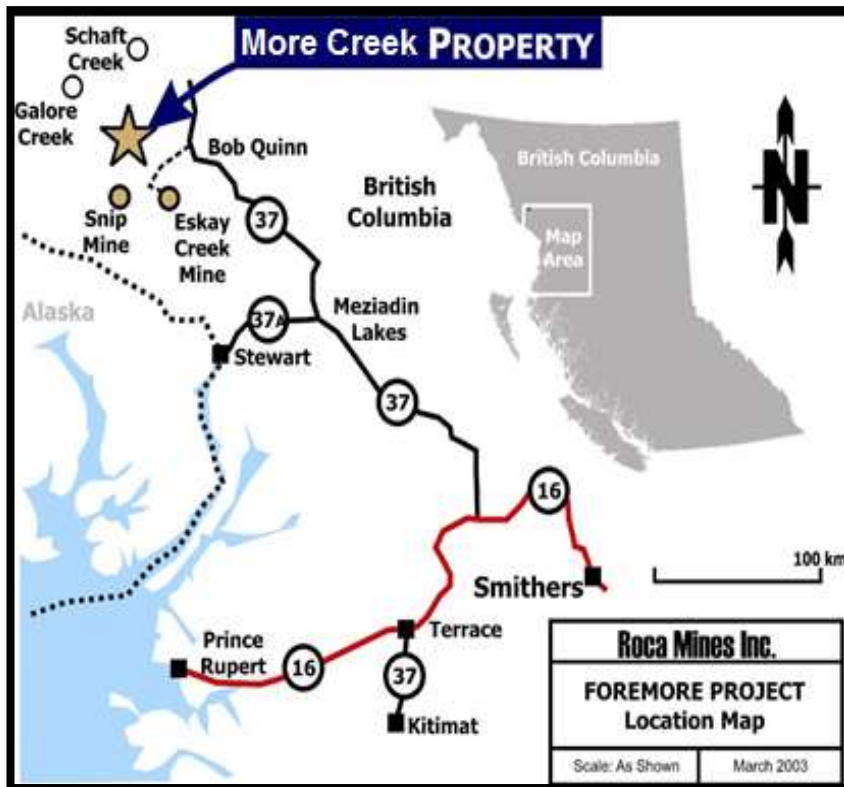 More Creek PROPERTY
Schaft
Creek
Galore
Creek
Bob Quinn
British Columbia
British
Columbia
N
Snip
Mine
Eskay
Creek
Mine
37
Map
Area
Alaska
37A
Meziadin
Lakes
Stewart
37
16
100 km
Smithers
Terrace
Prince
Rupert
16
37
Kitimat
Roca Mines Inc.
FOREMORE PROJECT
Location Map
Scale: As Shown
March 2003